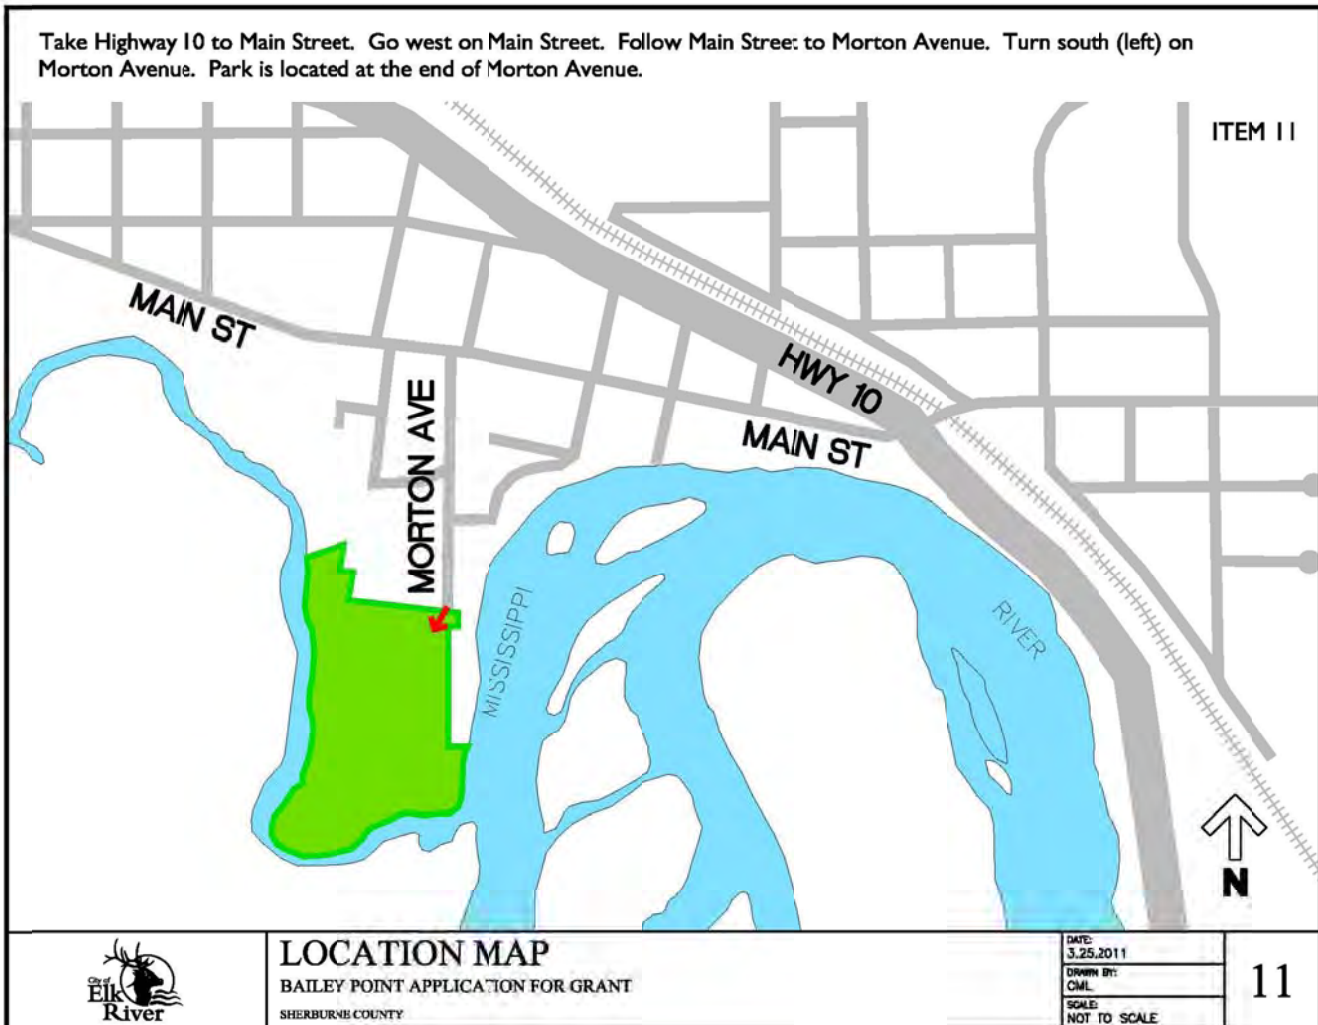 Take Highway 10 to Main Street. Go west on Main Street. Follow Main Street to Morton Avenue. Turn south (left) on
Morton Avenue. Park is located at the end of Morton Avenue.
ITEM 11
MAIN ST
HWY 10
MORTON AVE
MAIN ST
MISSISSIPPI
RIVER
N
City of
Elk
River
LOCATION MAP
BAILEY POINT APPLICATION FOR GRANT
SHERBURNE COUNTY
DATE:
3.25.2011
DRAWN BY:
CML
SCALE:
NOT TO SCALE
11